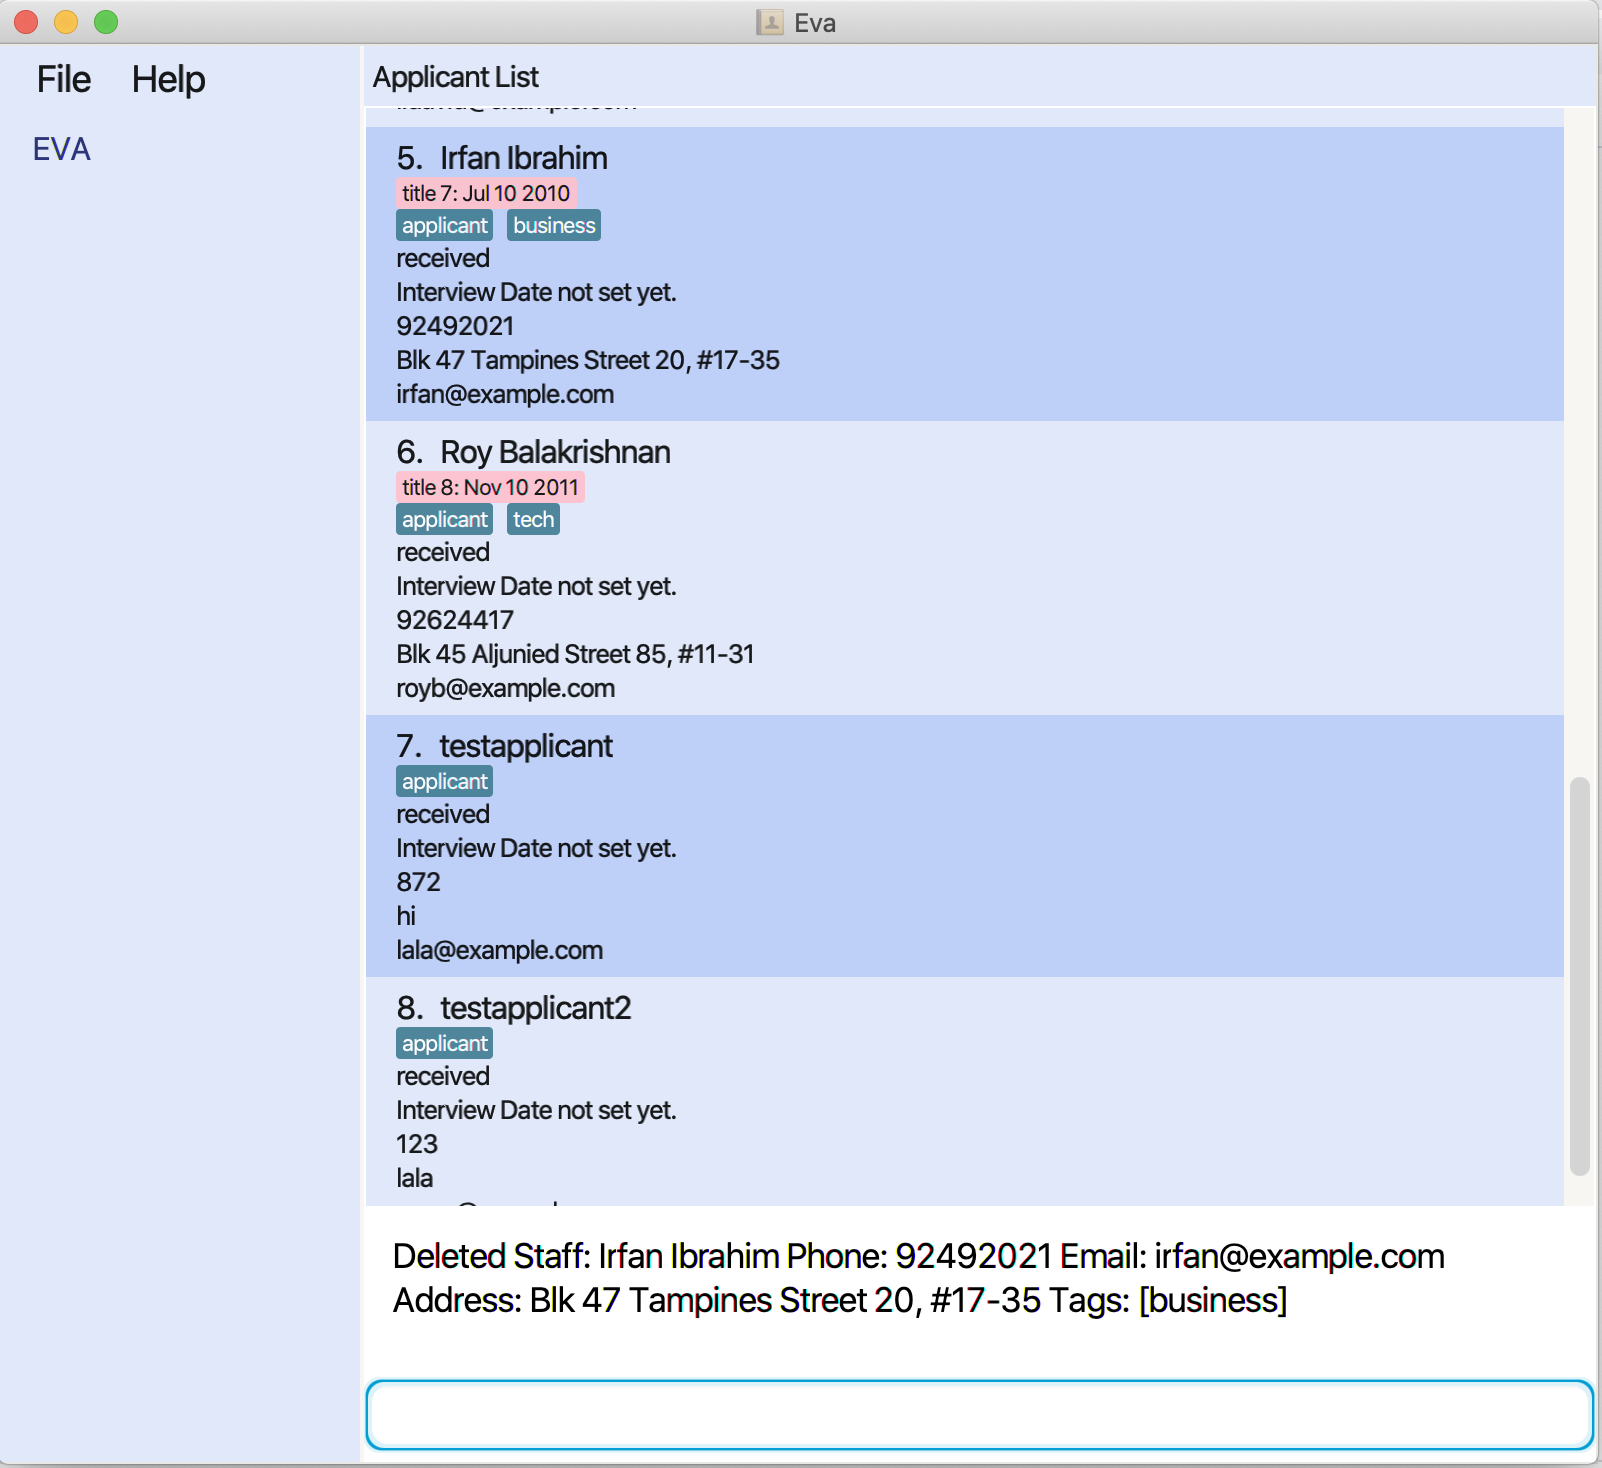 Eva
File Help
EVA
Applicant List
5. Irfan Ibrahim
title 7: Jul 10 2010
applicant business
received
Interview Date not set yet.
92492021
Blk 47 Tampines Street 20, #17-35
irfan@example.com
6. Roy Balakrishnan
title 8: Nov 10 2011
applicant tech
received
Interview Date not set yet.
92624417
Blk 45 Aljunied Street 85, #11-31
royb@example.com
7. testapplicant
applicant
received
Interview Date not set yet.
872
hi
lala@example.com
8. testapplicant2
applicant
received
Interview Date not set yet.
123
lala
Deleted Staff: Irfan Ibrahim Phone: 92492021 Email: irfan@example.com
Address: Blk 47 Tampines Street 20, #17-35 Tags: [business]